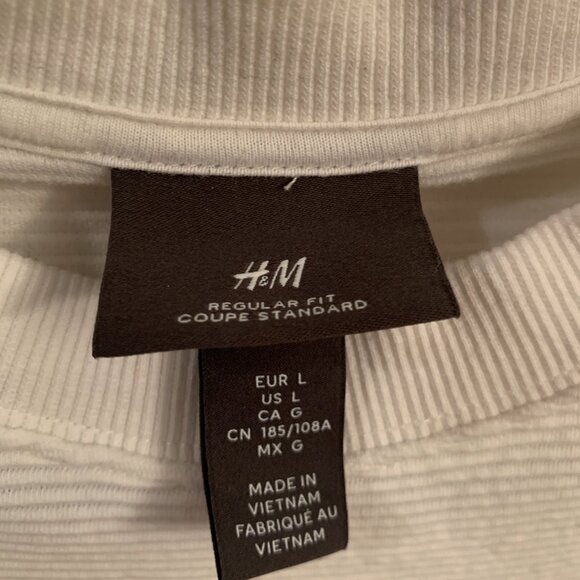 H&M
REGULAR FIT
COUPE STANDARD
EUR L
US L
CA G
CN 185/108A
MX G
MADE IN
VIETNAM
FABRIQUÉ AU
VIETNAM